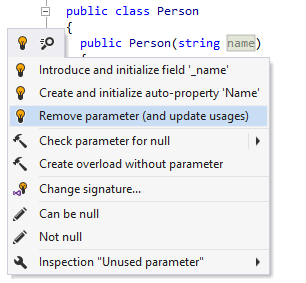 public class Person
{
public Person(string name)
{
Introduce and initialize field '_name'
Create and initialize auto-property 'Name'
Remove parameter (and update usages)
Check parameter for null
Create overload without parameter
Change signature...
Can be null
Not null
Inspection "Unused parameter"